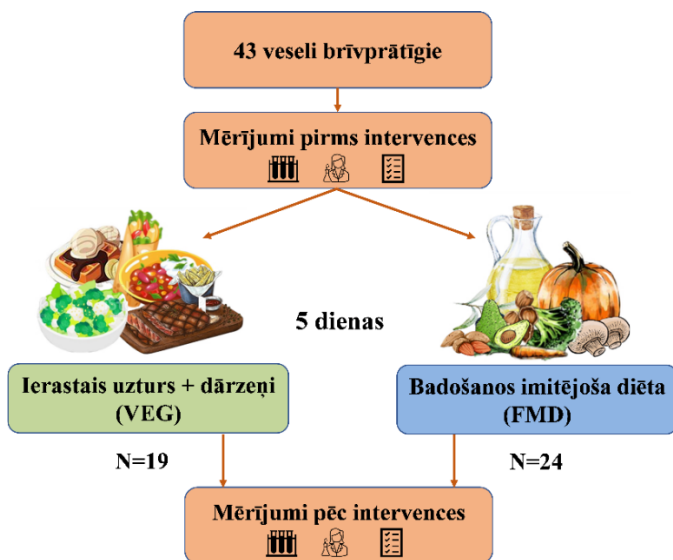 43 veseli brīvprātīgie
Mērījumi pirms intervences
5 dienas
Ierastais uzturs + dārzeņi
(VEG)
Badošanos imitējoša diēta
(FMD)
N=19
N=24
Mērījumi pēc intervences